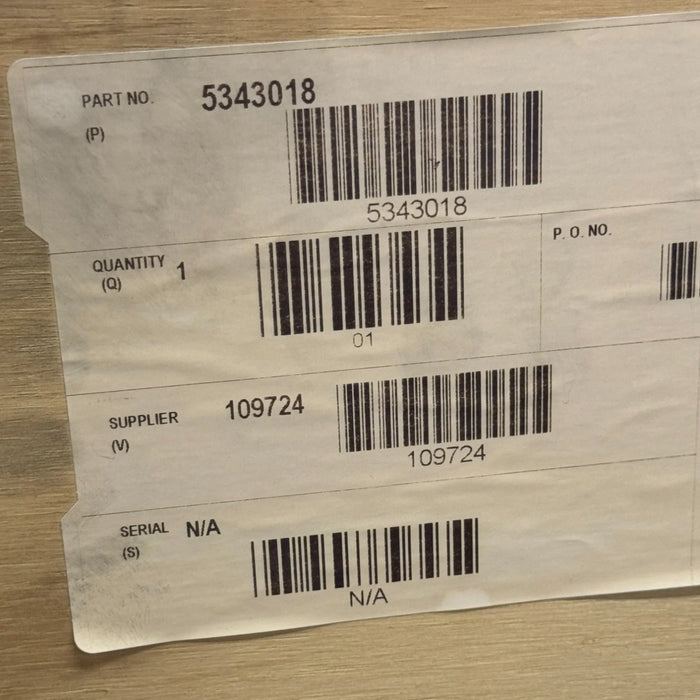 PART NO. 5343018
(P)
5343018
QUANTITY 1
(Q)
01
P. O. NO.
SUPPLIER 109724
(V)
109724
SERIAL N/A
(S)
N/A